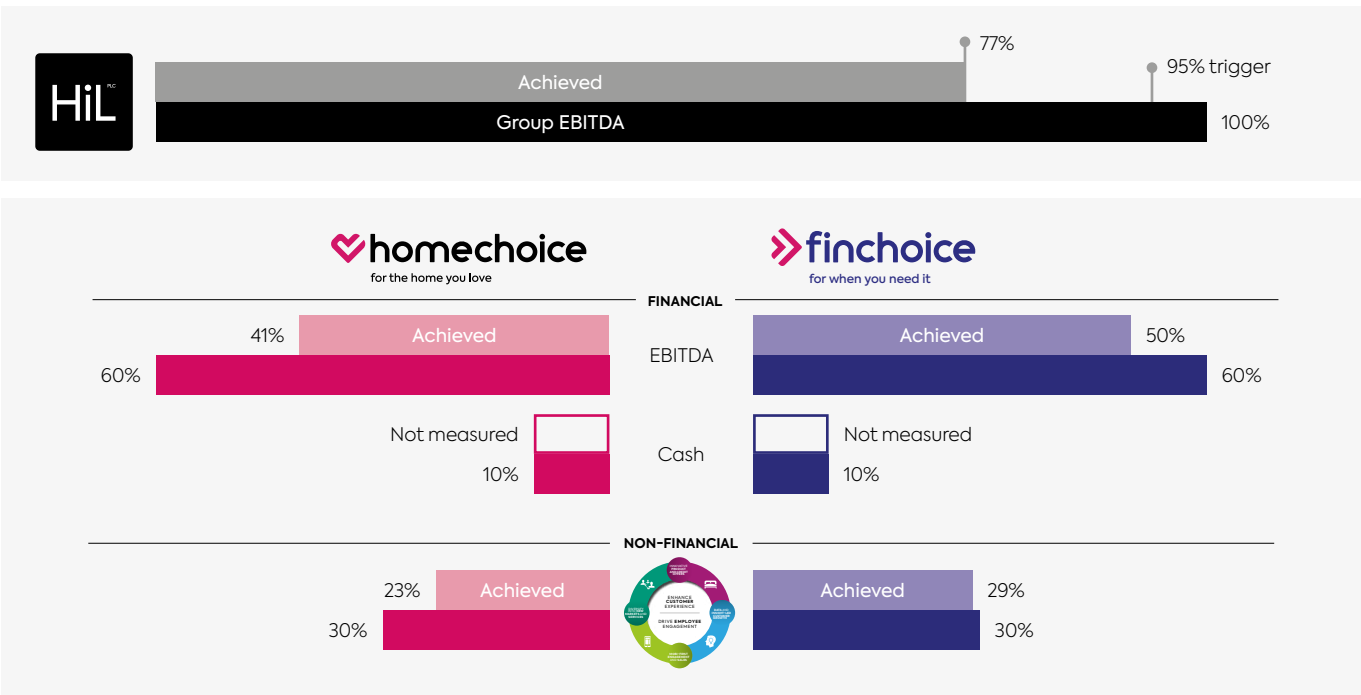 77%
95% trigger
HiL PLC
Achieved
Group EBITDA
100%
homechoice
for the home you love
finchoice
for when you need it
FINANCIAL
41%
Achieved
EBITDA
Achieved
50%
60%
60%
Not measured
Cash
Not measured
10%
10%
NON-FINANCIAL
23%
Achieved
ENHANCE
CUSTOMER
EXPERIENCE
DRIVE EMPLOYEE
ENGAGEMENT
Achieved
29%
30%
30%